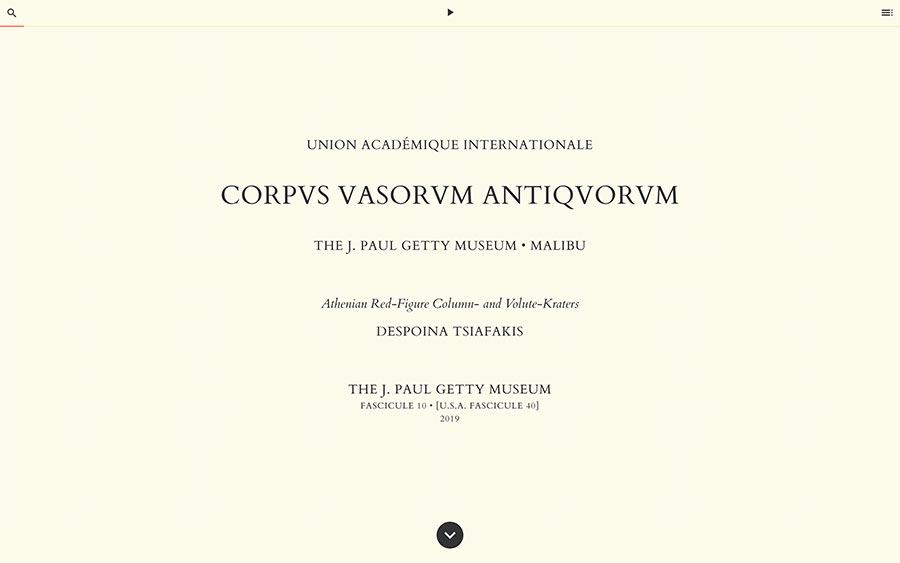 UNION ACADÉMIQUE INTERNATIONALE
CORPVS VASORVM ANTIQVORVM
THE J. PAUL GETTY MUSEUM • MALIBU
Athenian Red-Figure Column- and Volute-Kraters
DESPOINA TSIAFAKIS
THE J. PAUL GETTY MUSEUM
FASCICULE 10 • [U.S.A. FASCICULE 40]
2019